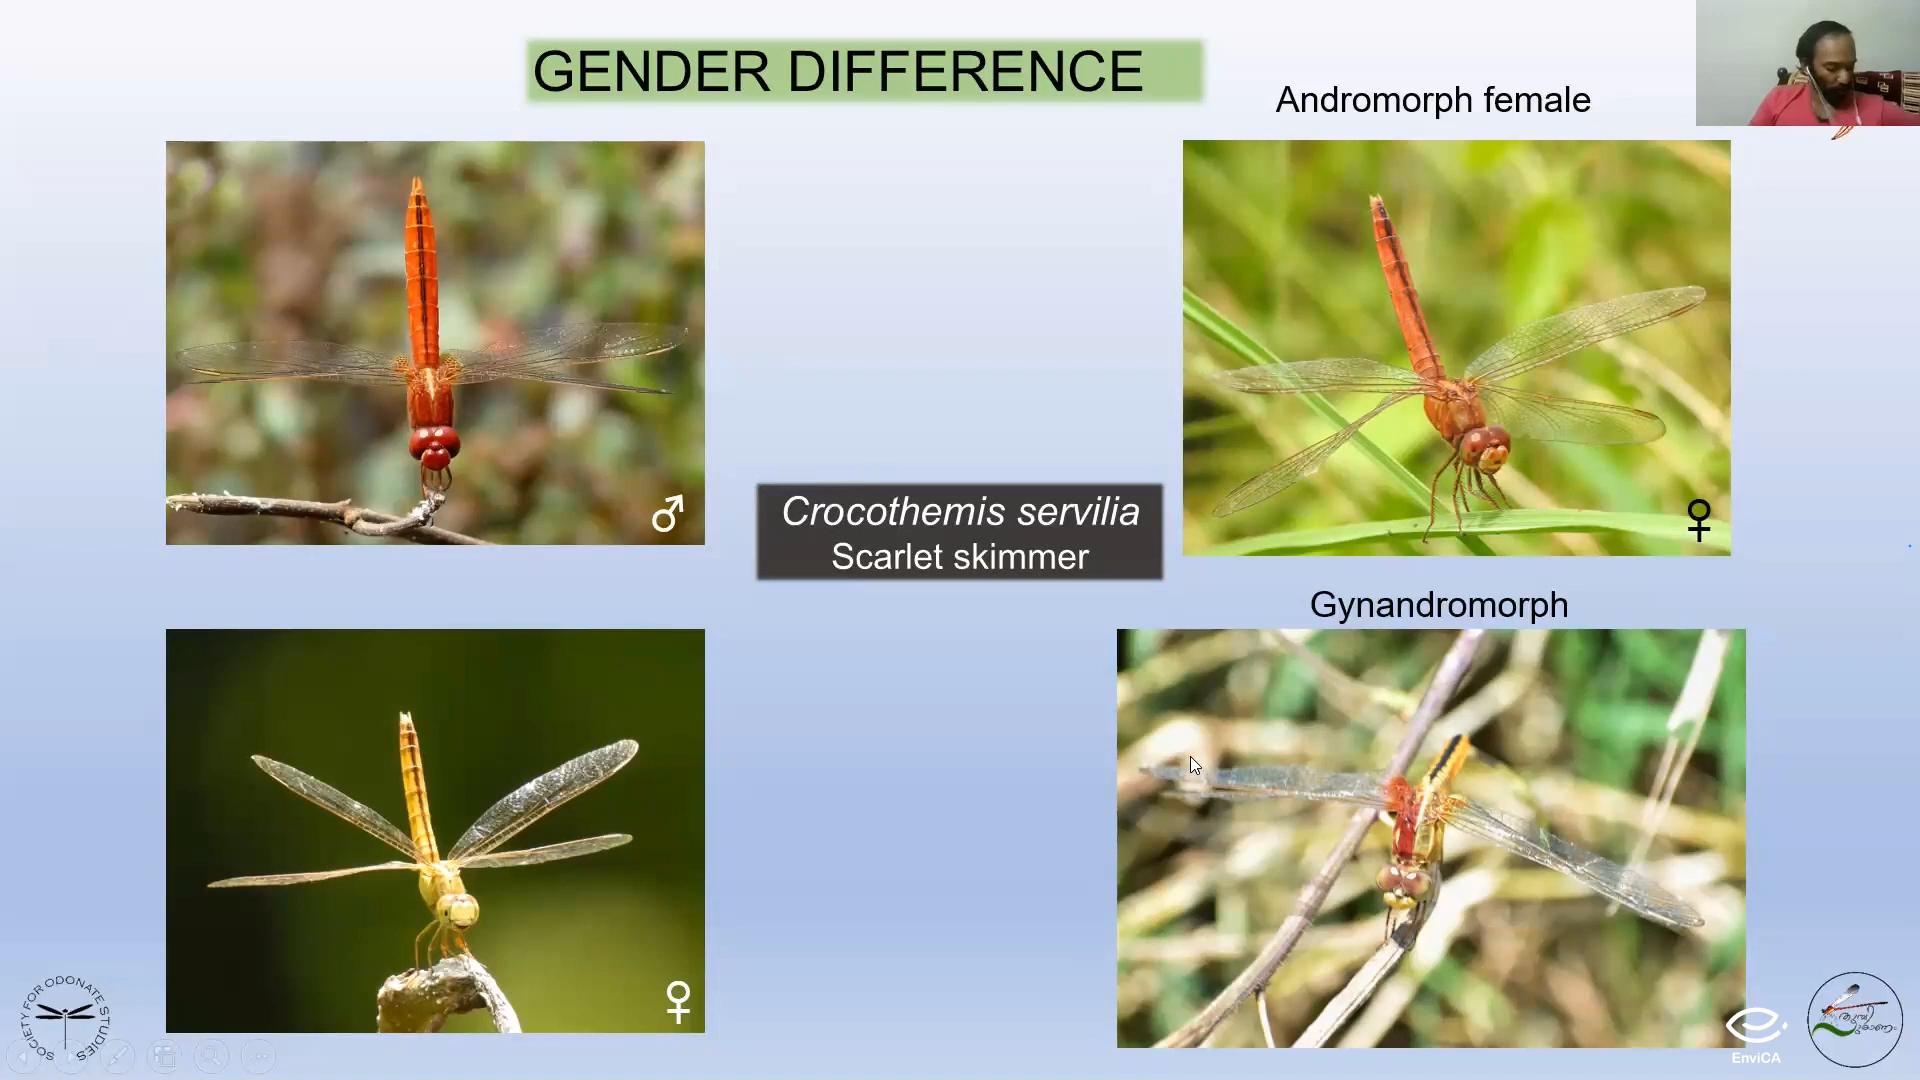 GENDER DIFFERENCE
Andromorph female
♂
♀
Crocothemis servilia
Scarlet skimmer
Gynandromorph
♀
SOCIETY FOR ODONATE STUDIES
EnviCA